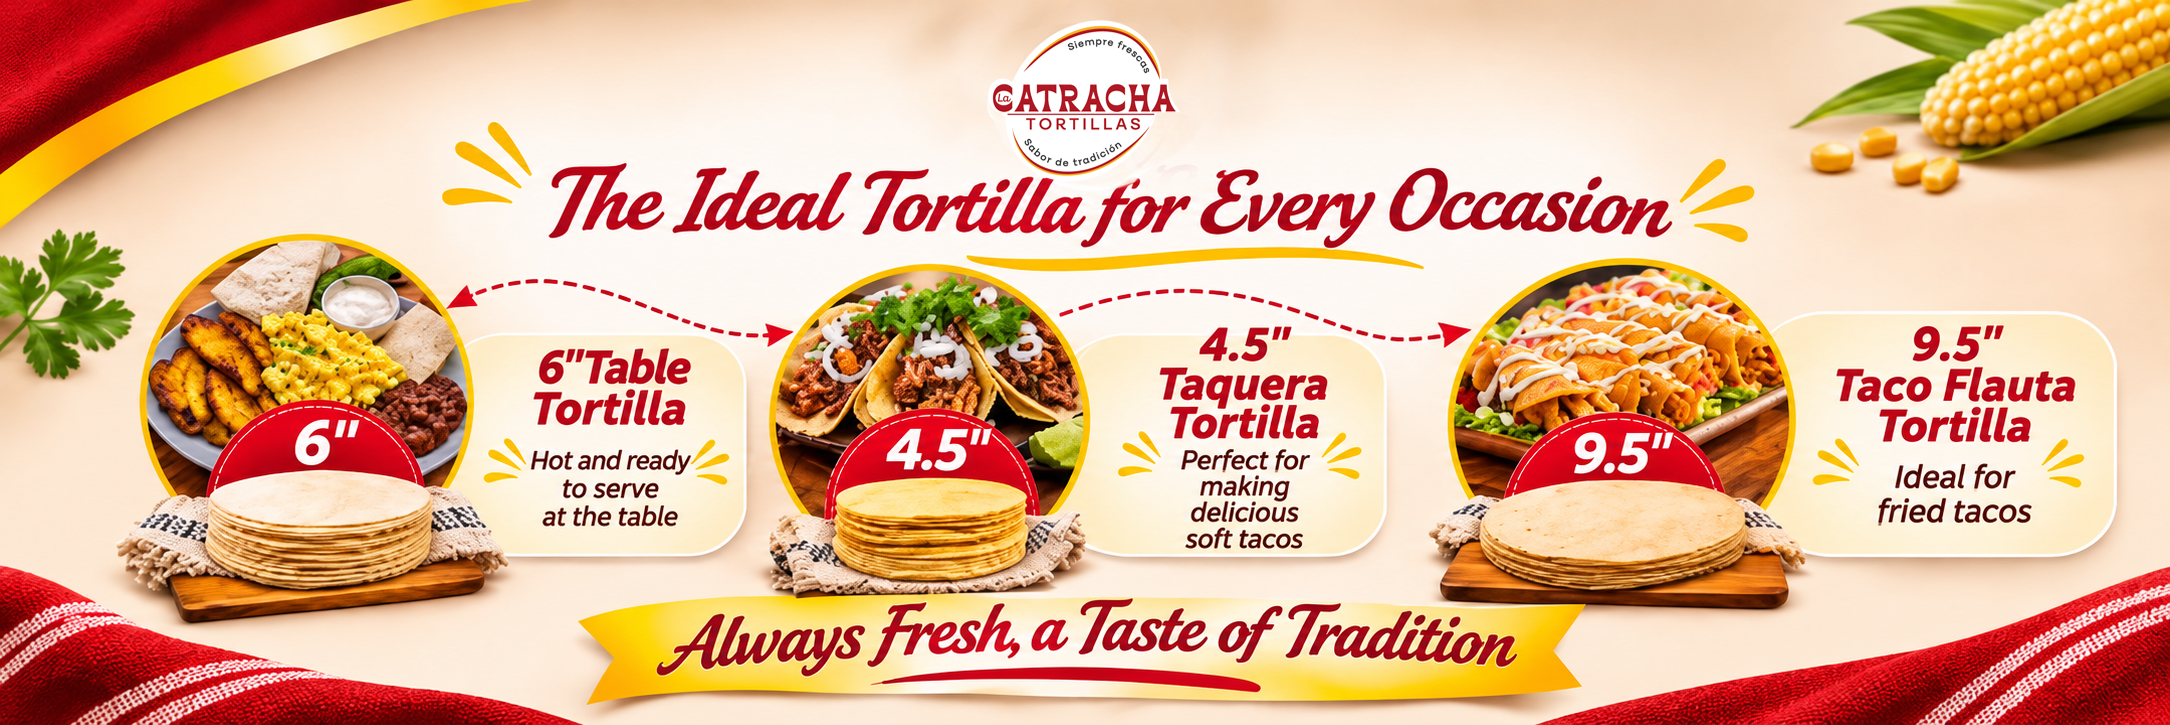 Siempre frescas
La CATRACHA
TORTILLAS
Sabor de tradición
The Ideal Tortilla for Every Occasion
6"
6"Table
Tortilla
Hot and ready
to serve
at the table
4.5"
4.5"
Taquera
Tortilla
Perfect for
making
delicious
soft tacos
9.5"
9.5"
Taco Flauta
Tortilla
Ideal for
fried tacos
Always Fresh, a Taste of Tradition